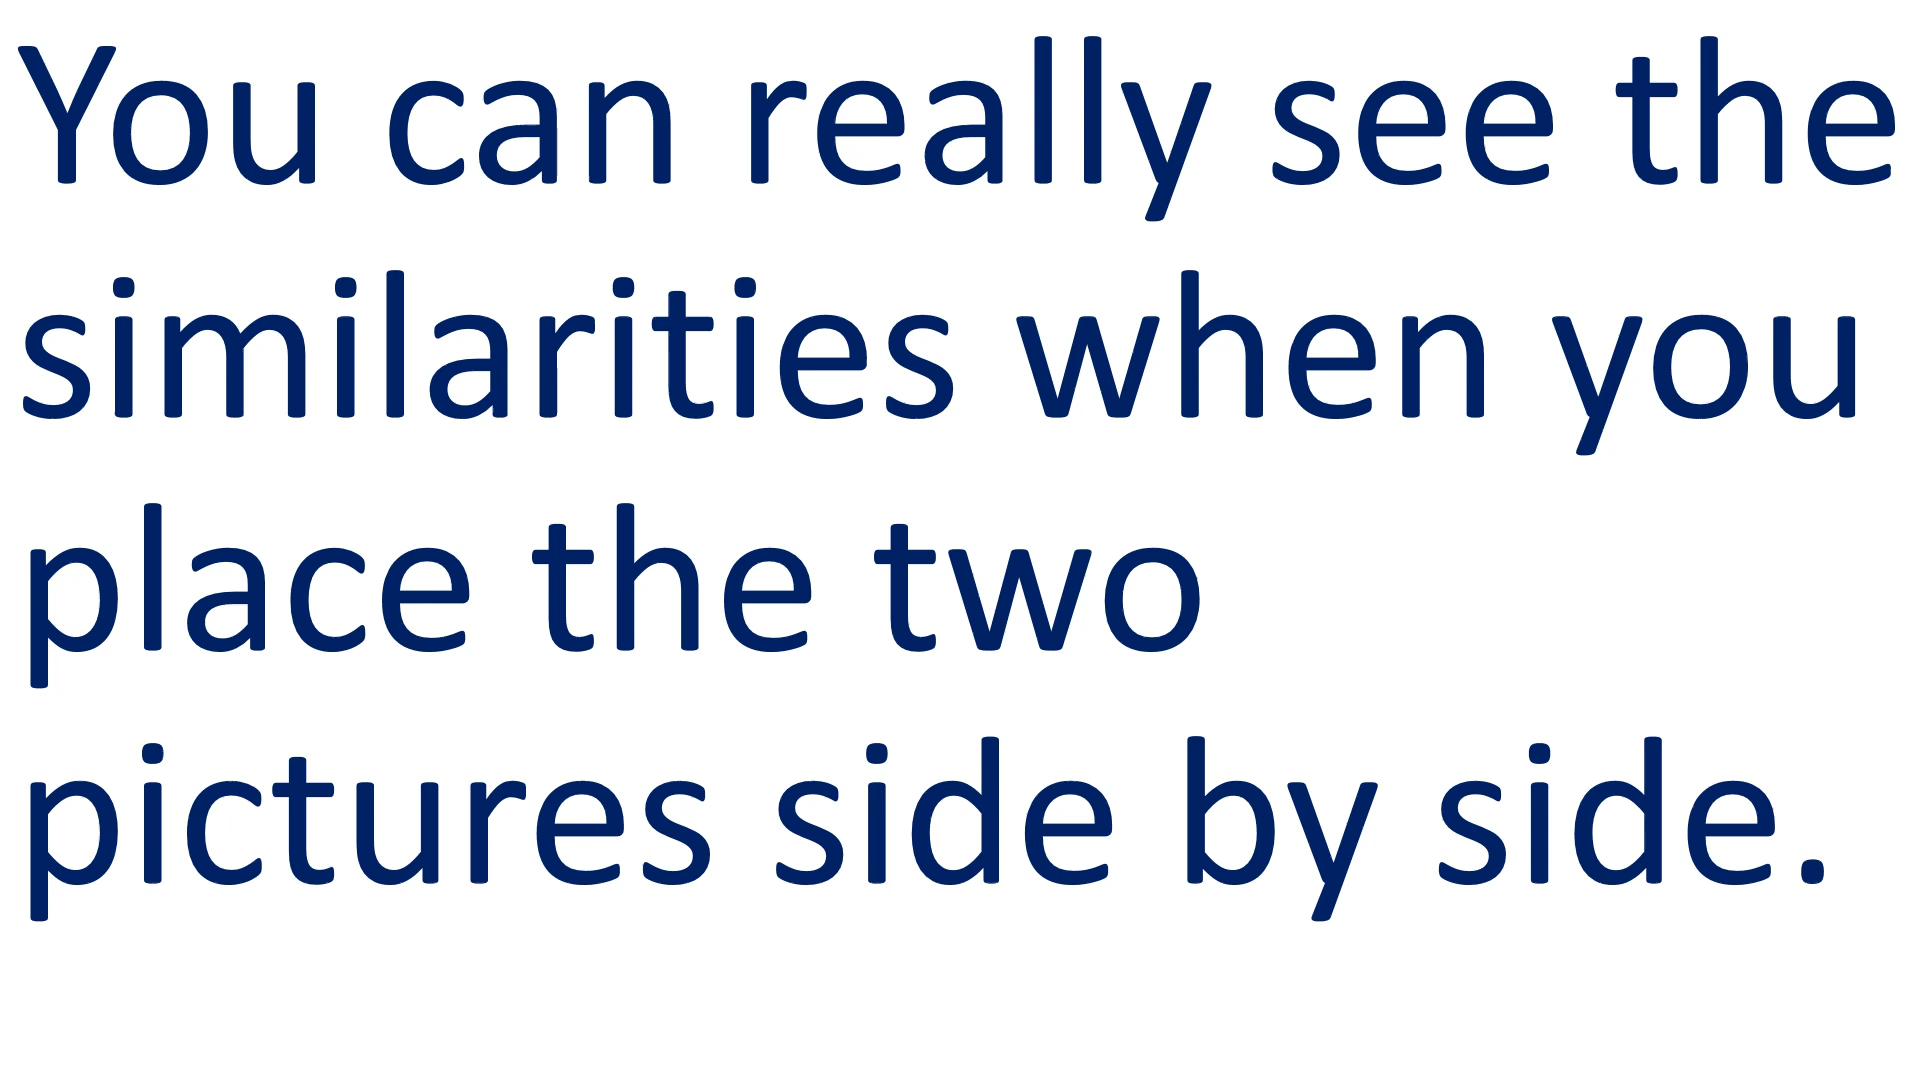 You can really see the
similarities when you
place the two
pictures side by side.